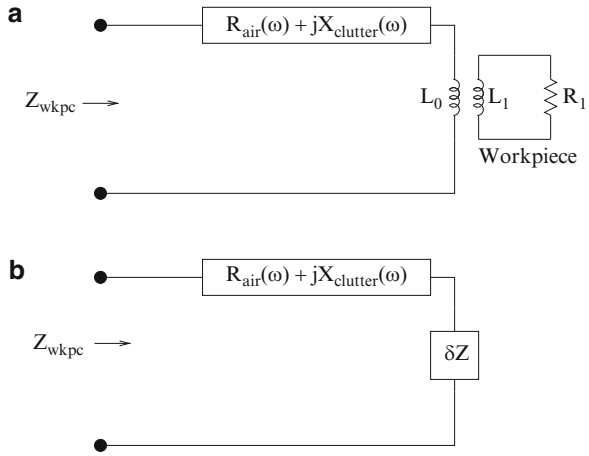 a
R_air(ω) + jX_clutter(ω)
Z_wkpc
L_0 L_1 R_1
Workpiece
b
R_air(ω) + jX_clutter(ω)
Z_wkpc
δZ